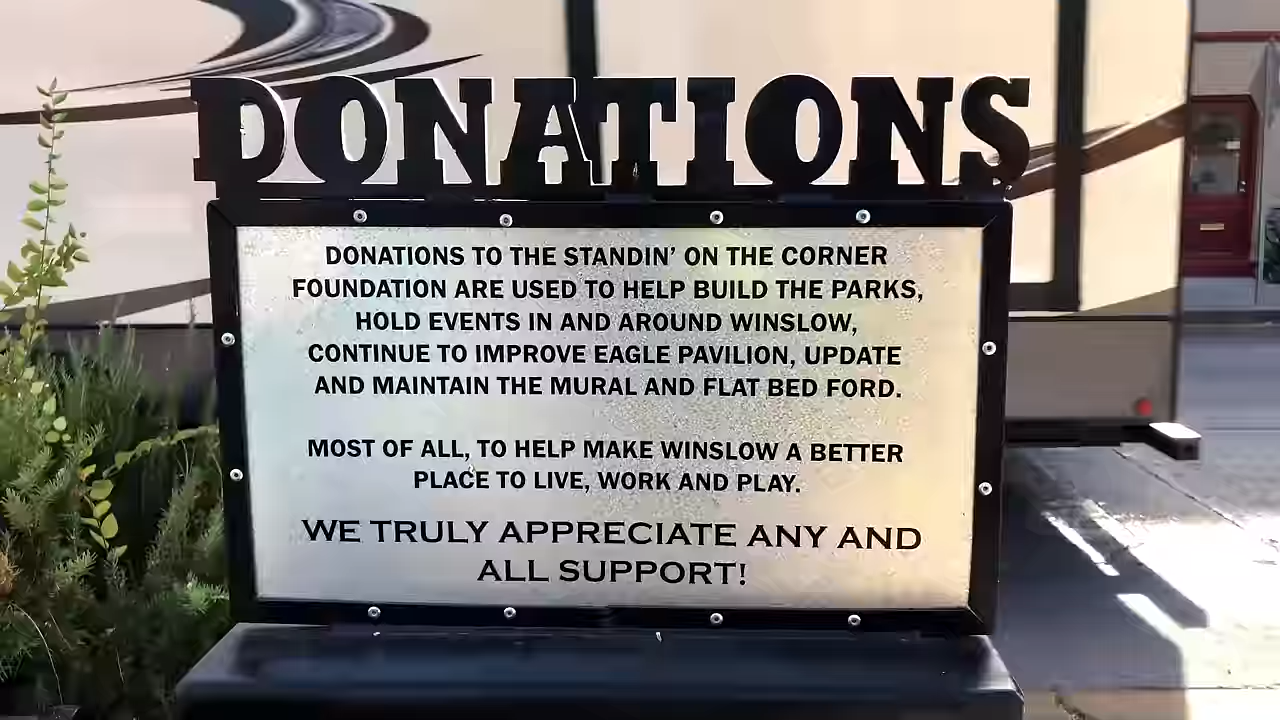 DONATIONS
DONATIONS TO THE STANDIN’ ON THE CORNER
FOUNDATION ARE USED TO HELP BUILD THE PARKS,
HOLD EVENTS IN AND AROUND WINSLOW,
CONTINUE TO IMPROVE EAGLE PAVILION, UPDATE
AND MAINTAIN THE MURAL AND FLAT BED FORD.
MOST OF ALL, TO HELP MAKE WINSLOW A BETTER
PLACE TO LIVE, WORK AND PLAY.
WE TRULY APPRECIATE ANY AND
ALL SUPPORT!